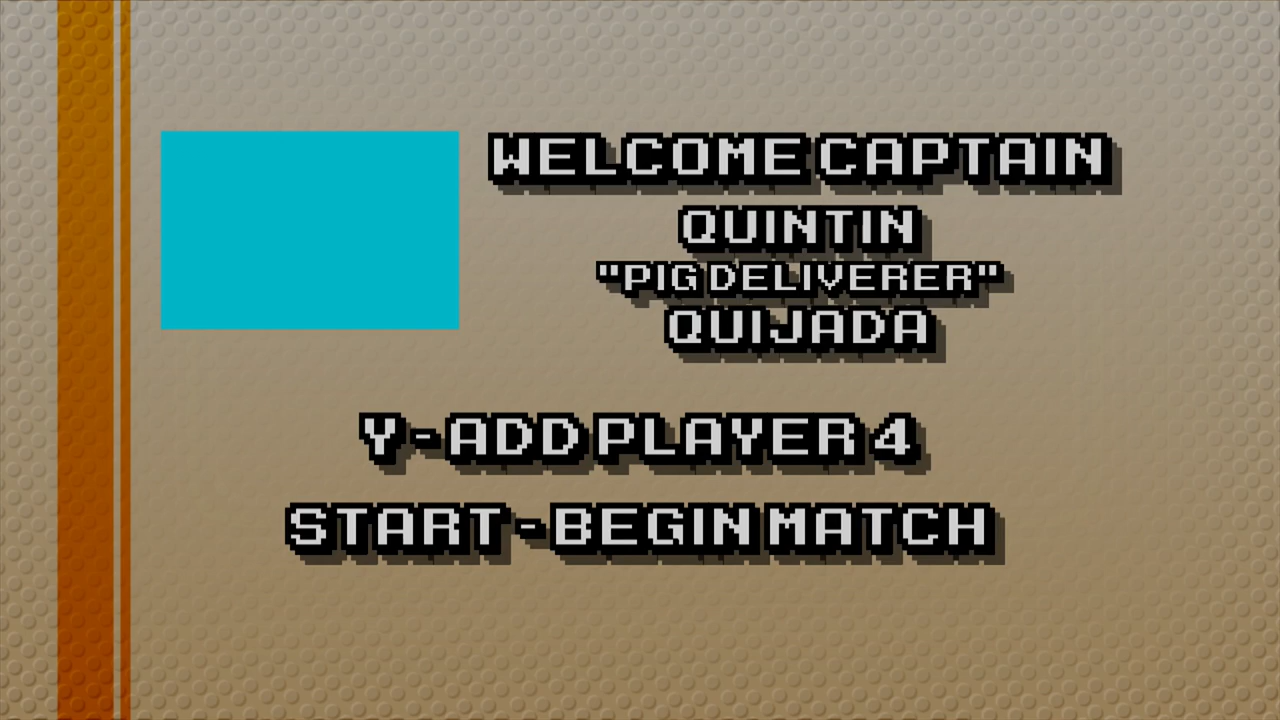 WELCOME CAPTAIN
QUINTIN
"PIG DELIVERER"
QUIJADA
Y - ADD PLAYER 4
START - BEGIN MATCH